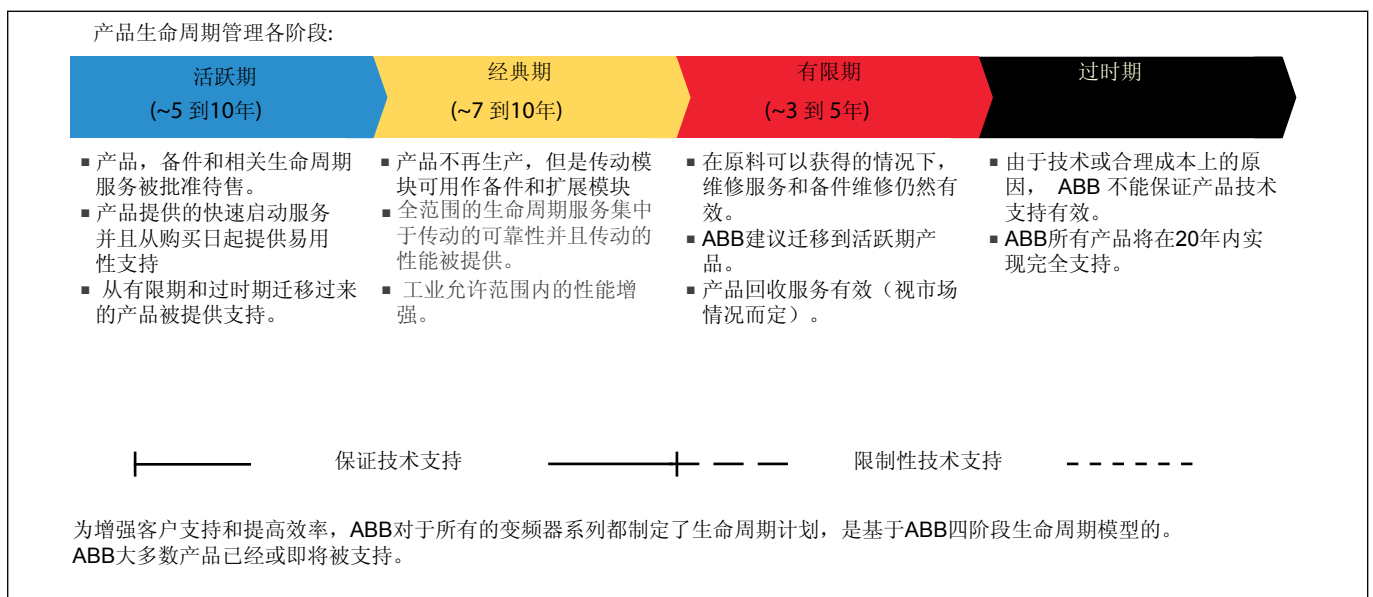 产品生命周期管理各阶段:
活跃期
(~5 到10年)
经典期
(~7 到10年)
有限期
(~3 到 5年)
过时期
■ 产品，备件和相关生命周期
服务被批准待售。
■ 产品提供的快速启动服务
并且从购买日起提供易用
性支持
■ 从有限期和过时期迁移过来
的产品被提供支持。
■ 产品不再生产，但是传动模
块可用作备件和扩展模块
■ 全范围的生命周期服务集中
于传动的可靠性并且传动的
性能被提供。
■ 工业允许范围内的性能增
强。
■ 在原料可以获得的情况下，
维修服务和备件维修仍然有
效。
■ ABB建议迁移到活跃期产
品。
■ 产品回收服务有效（视市场
情况而定）。
■ 由于技术或合理成本上的原
因， ABB 不能保证产品技术
支持有效。
■ ABB所有产品将在20年内实
现完全支持。
保证技术支持
限制性技术支持
为增强客户支持和提高效率，ABB对于所有的变频器系列都制定了生命周期计划，是基于ABB四阶段生命周期模型的。
ABB大多数产品已经或即将被支持。